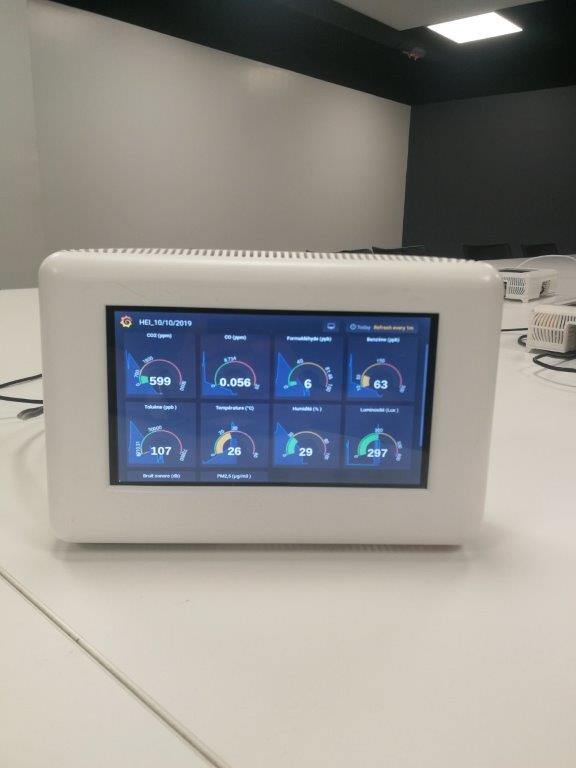 HEI_10/10/2019
Today Refresh every 1m
CO2 (ppm) CO (ppm) Formaldéhyde (ppb) Benzène (ppb)
599 0.056 6 63
Toluène (ppb) Température (°C) Humidité (%) Luminosité (Lux)
107 26 29 297
Bruit sonore (db) PM2,5 (µg/m3)